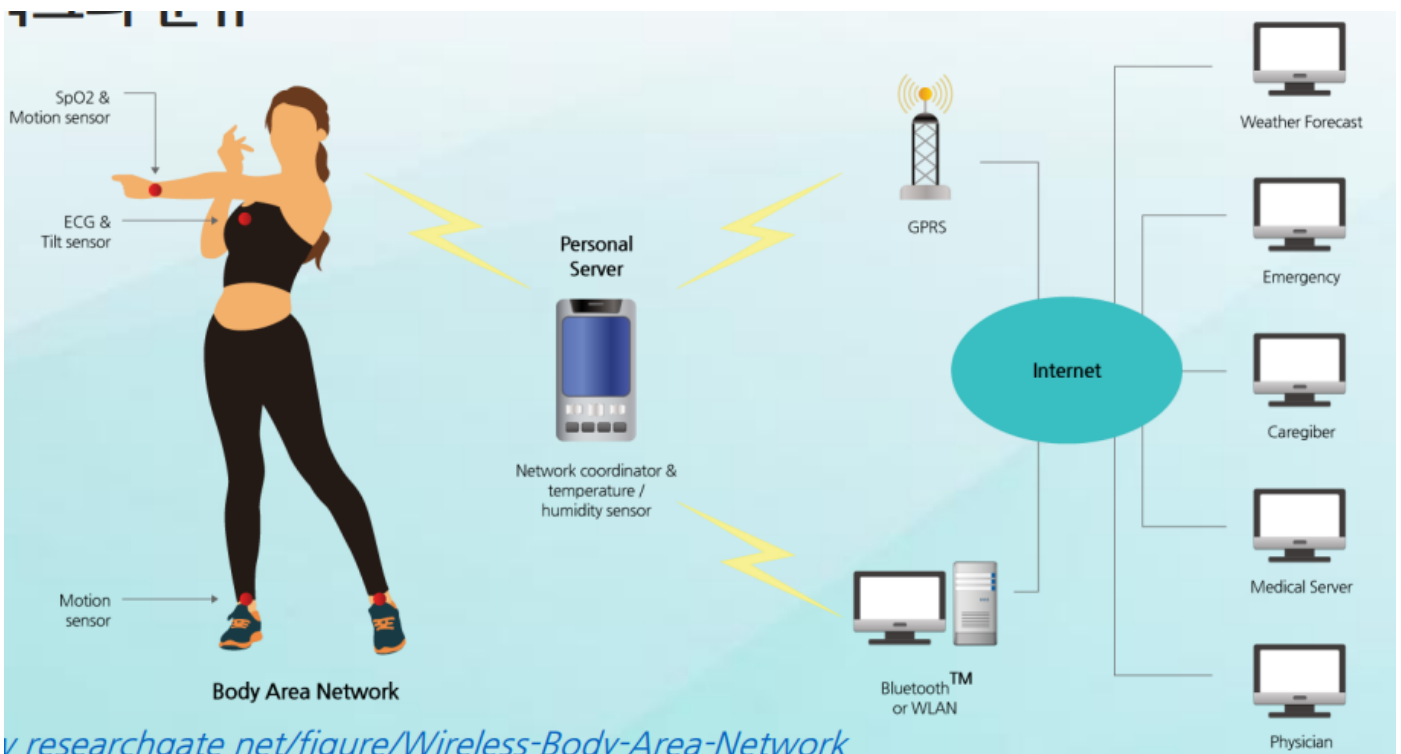 SpO2 &
Motion sensor
ECG &
Tilt sensor
Motion
sensor
Body Area Network
Personal
Server
Network coordinator &
temperature /
humidity sensor
GPRS
Bluetooth™
or WLAN
Internet
Weather Forecast
Emergency
Caregiber
Medical Server
Physician
researchgate.net/figure/Wireless-Body-Area-Network